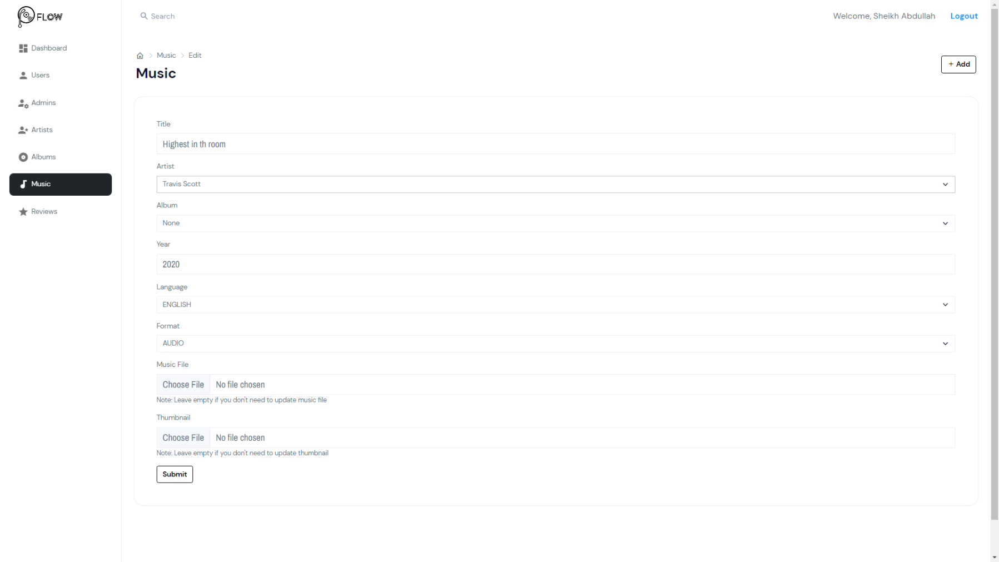 FLOW
Search
Welcome, Sheikh Abdullah
Logout
Dashboard
Users
Admins
Artists
Albums
Music
Reviews
Music > Edit
Music
+ Add
Title
Highest in th room
Artist
Travis Scott
Album
None
Year
2020
Language
ENGLISH
Format
AUDIO
Music File
Choose File No file chosen
Note: Leave empty if you don't need to update music file
Thumbnail
Choose File No file chosen
Note: Leave empty if you don't need to update thumbnail
Submit